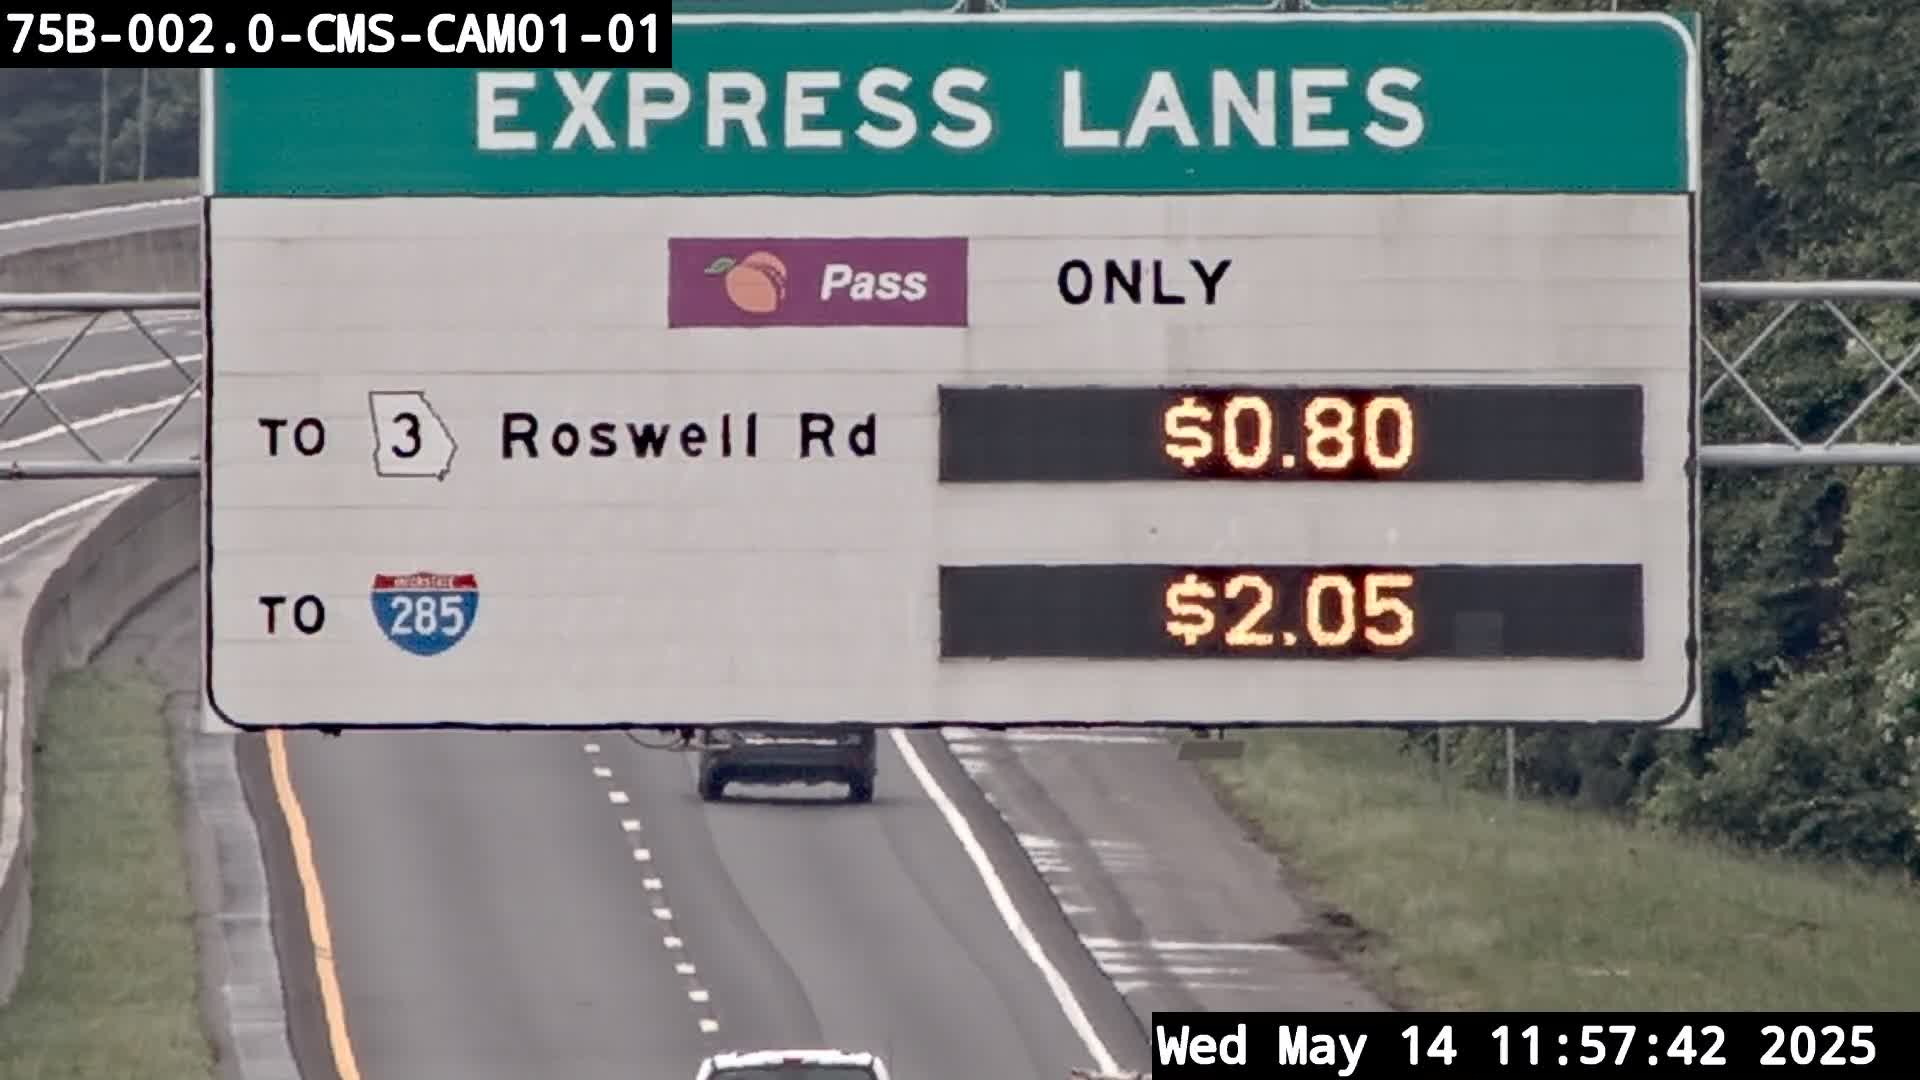 75B-002.0-CMS-CAM01-01
EXPRESS LANES
Pass ONLY
TO 3 Roswell Rd $0.80
TO INTERSTATE 285 $2.05
Wed May 14 11:57:42 2025